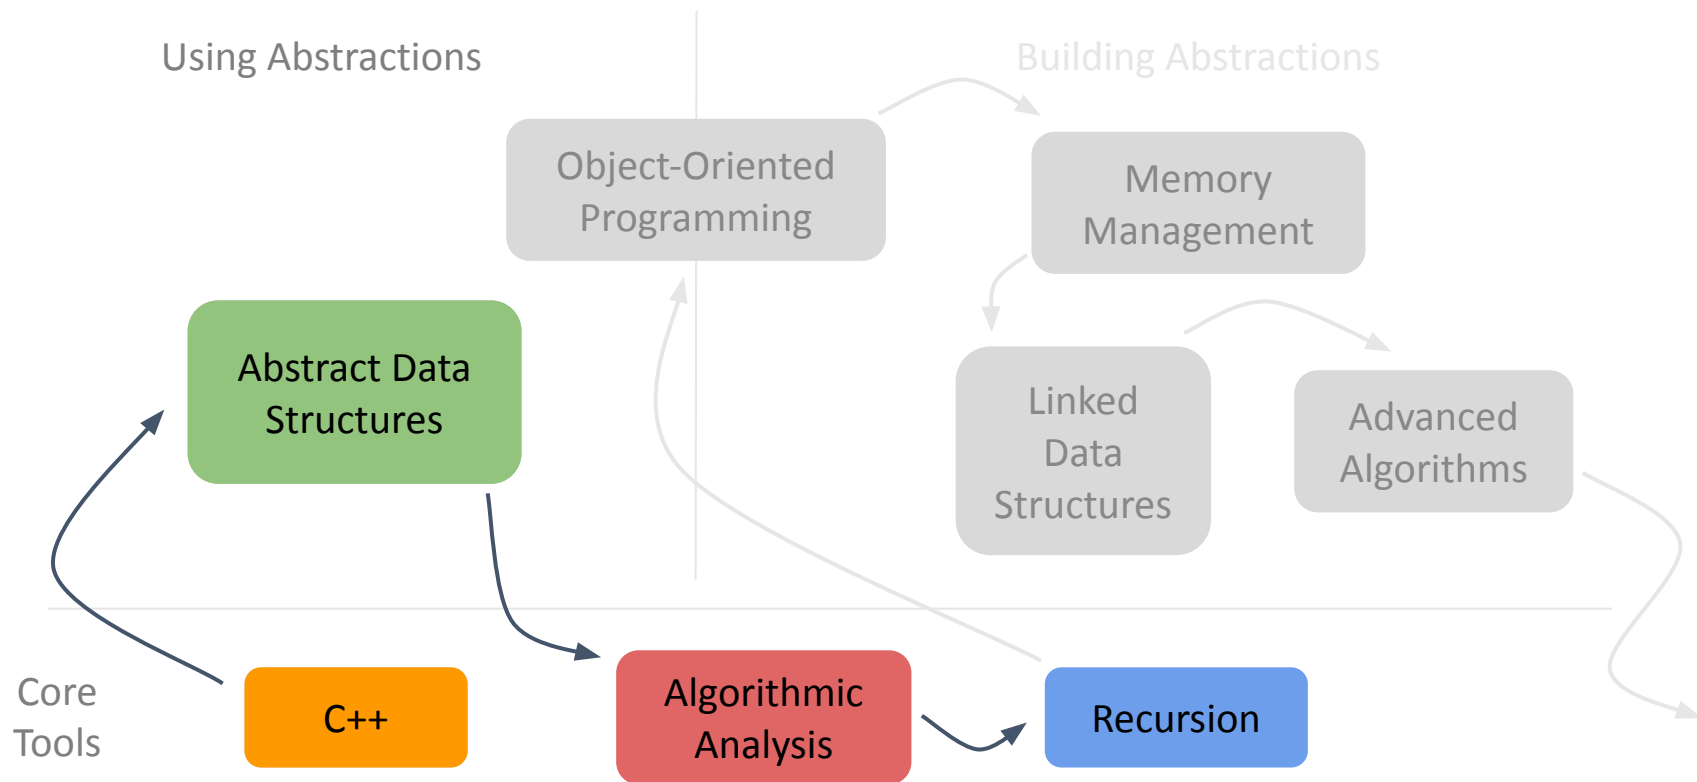 Using Abstractions
Building Abstractions
Object-Oriented
Programming
Memory
Management
Abstract Data
Structures
Linked
Data
Structures
Advanced
Algorithms
Core
Tools
C++
Algorithmic
Analysis
Recursion